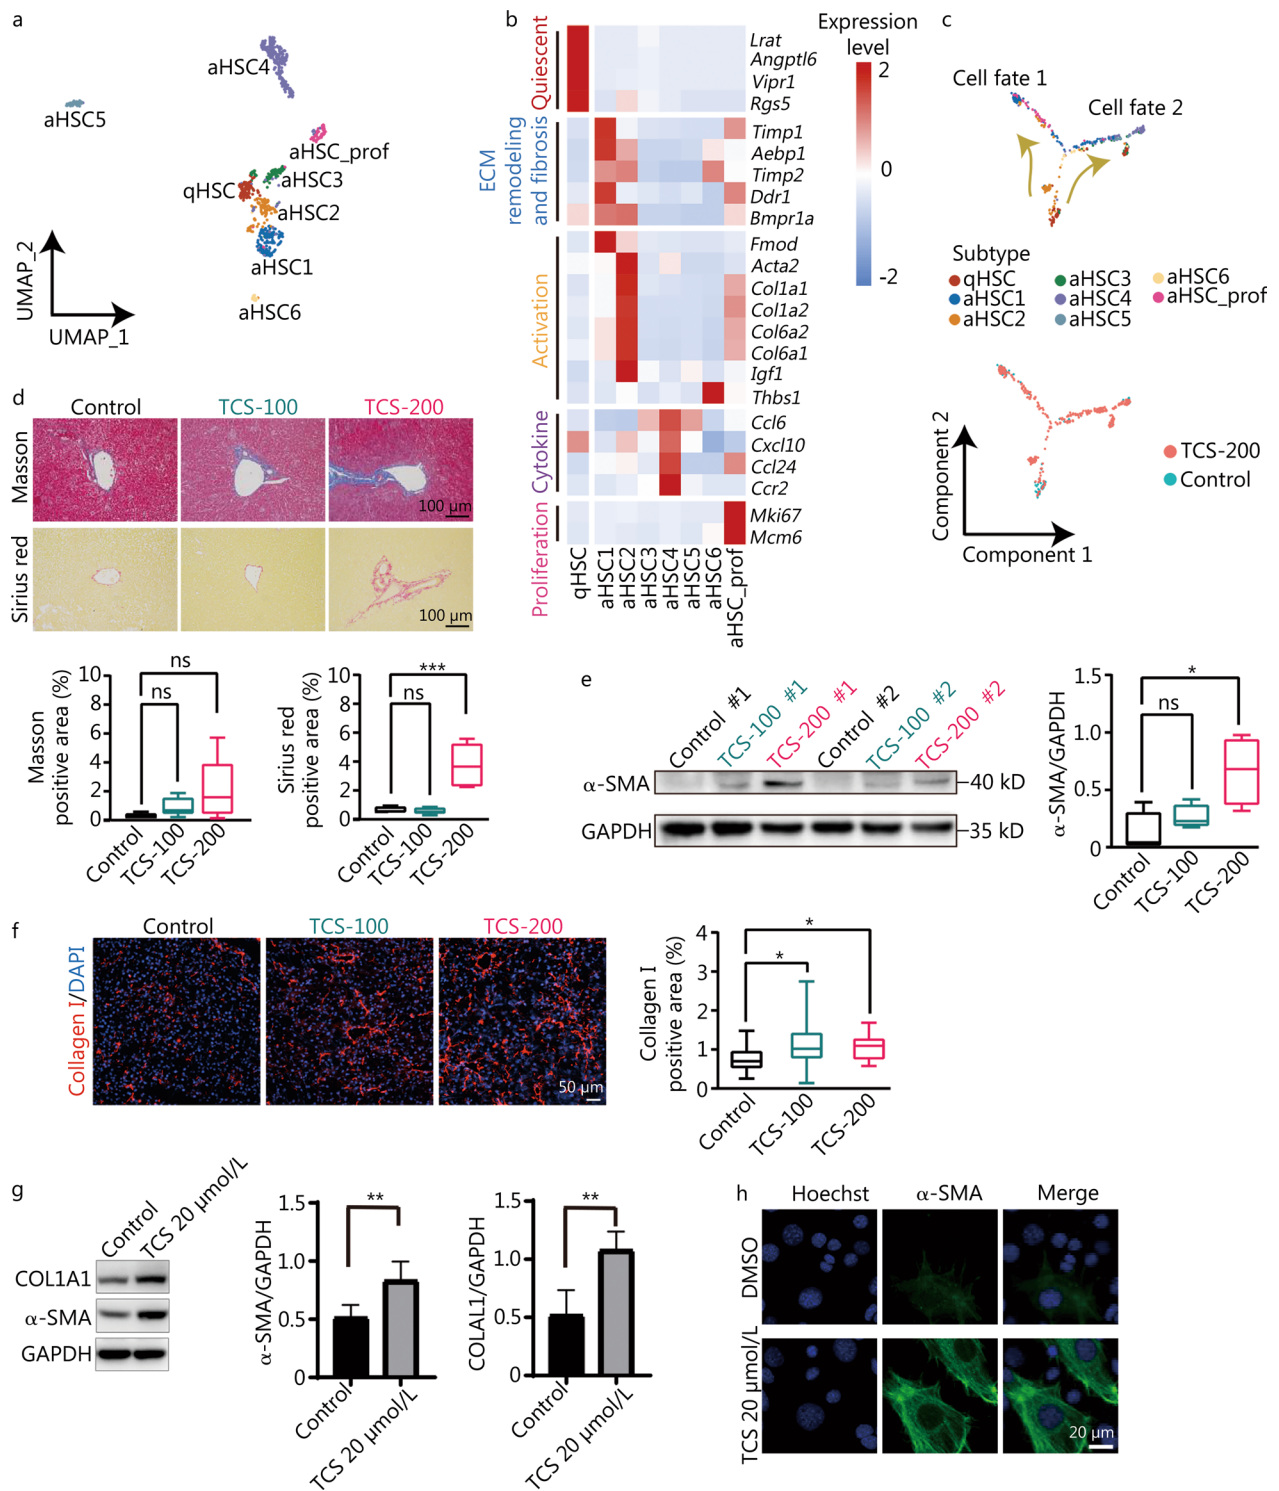 a
aHSC4
aHSC5
aHSC_prof
aHSC3
qHSC
aHSC2
aHSC1
aHSC6
UMAP_2
UMAP_1
b
Expression
level
2
0
-2
Quiescent
Lrat
Angptl6
Vipr1
Rgs5
ECM
remodeling
and fibrosis
Timp1
Aebp1
Timp2
Ddr1
Bmpr1a
Activation
Fmod
Acta2
Col1a1
Col1a2
Col6a2
Col6a1
Igf1
Thbs1
Cytokine
Ccl6
Cxcl10
Ccl24
Ccr2
Proliferation
Mki67
Mcm6
qHSC
aHSC1
aHSC2
aHSC3
aHSC4
aHSC5
aHSC6
aHSC_prof
c
Cell fate 1
Cell fate 2
Subtype
qHSC
aHSC3
aHSC6
aHSC1
aHSC4
aHSC_prof
aHSC2
aHSC5
Component 2
Component 1
TCS-200
Control
d
Control
TCS-100
TCS-200
Masson
100 μm
Sirius red
100 μm
Masson
positive area (%)
10
8
6
4
2
0
ns
ns
Control
TCS-100
TCS-200
Sirius red
positive area (%)
10
8
6
4
2
0
***
ns
Control
TCS-100
TCS-200
e
Control #1
TCS-100 #1
TCS-200 #1
Control #2
TCS-100 #2
TCS-200 #2
α-SMA
40 kD
GAPDH
35 kD
α-SMA/GAPDH
1.5
1.0
0.5
0
*
ns
Control
TCS-100
TCS-200
f
Control
TCS-100
TCS-200
Collagen I/DAPI
50 μm
Collagen I
positive area (%)
4
3
2
1
0
*
*
Control
TCS-100
TCS-200
g
Control
TCS 20 μmol/L
COL1A1
α-SMA
GAPDH
α-SMA/GAPDH
1.5
1.0
0.5
0
**
Control
TCS 20 μmol/L
COLAL1/GAPDH
1.5
1.0
0.5
0
**
Control
TCS 20 μmol/L
h
Hoechst
α-SMA
Merge
DMSO
TCS 20 μmol/L
20 μm